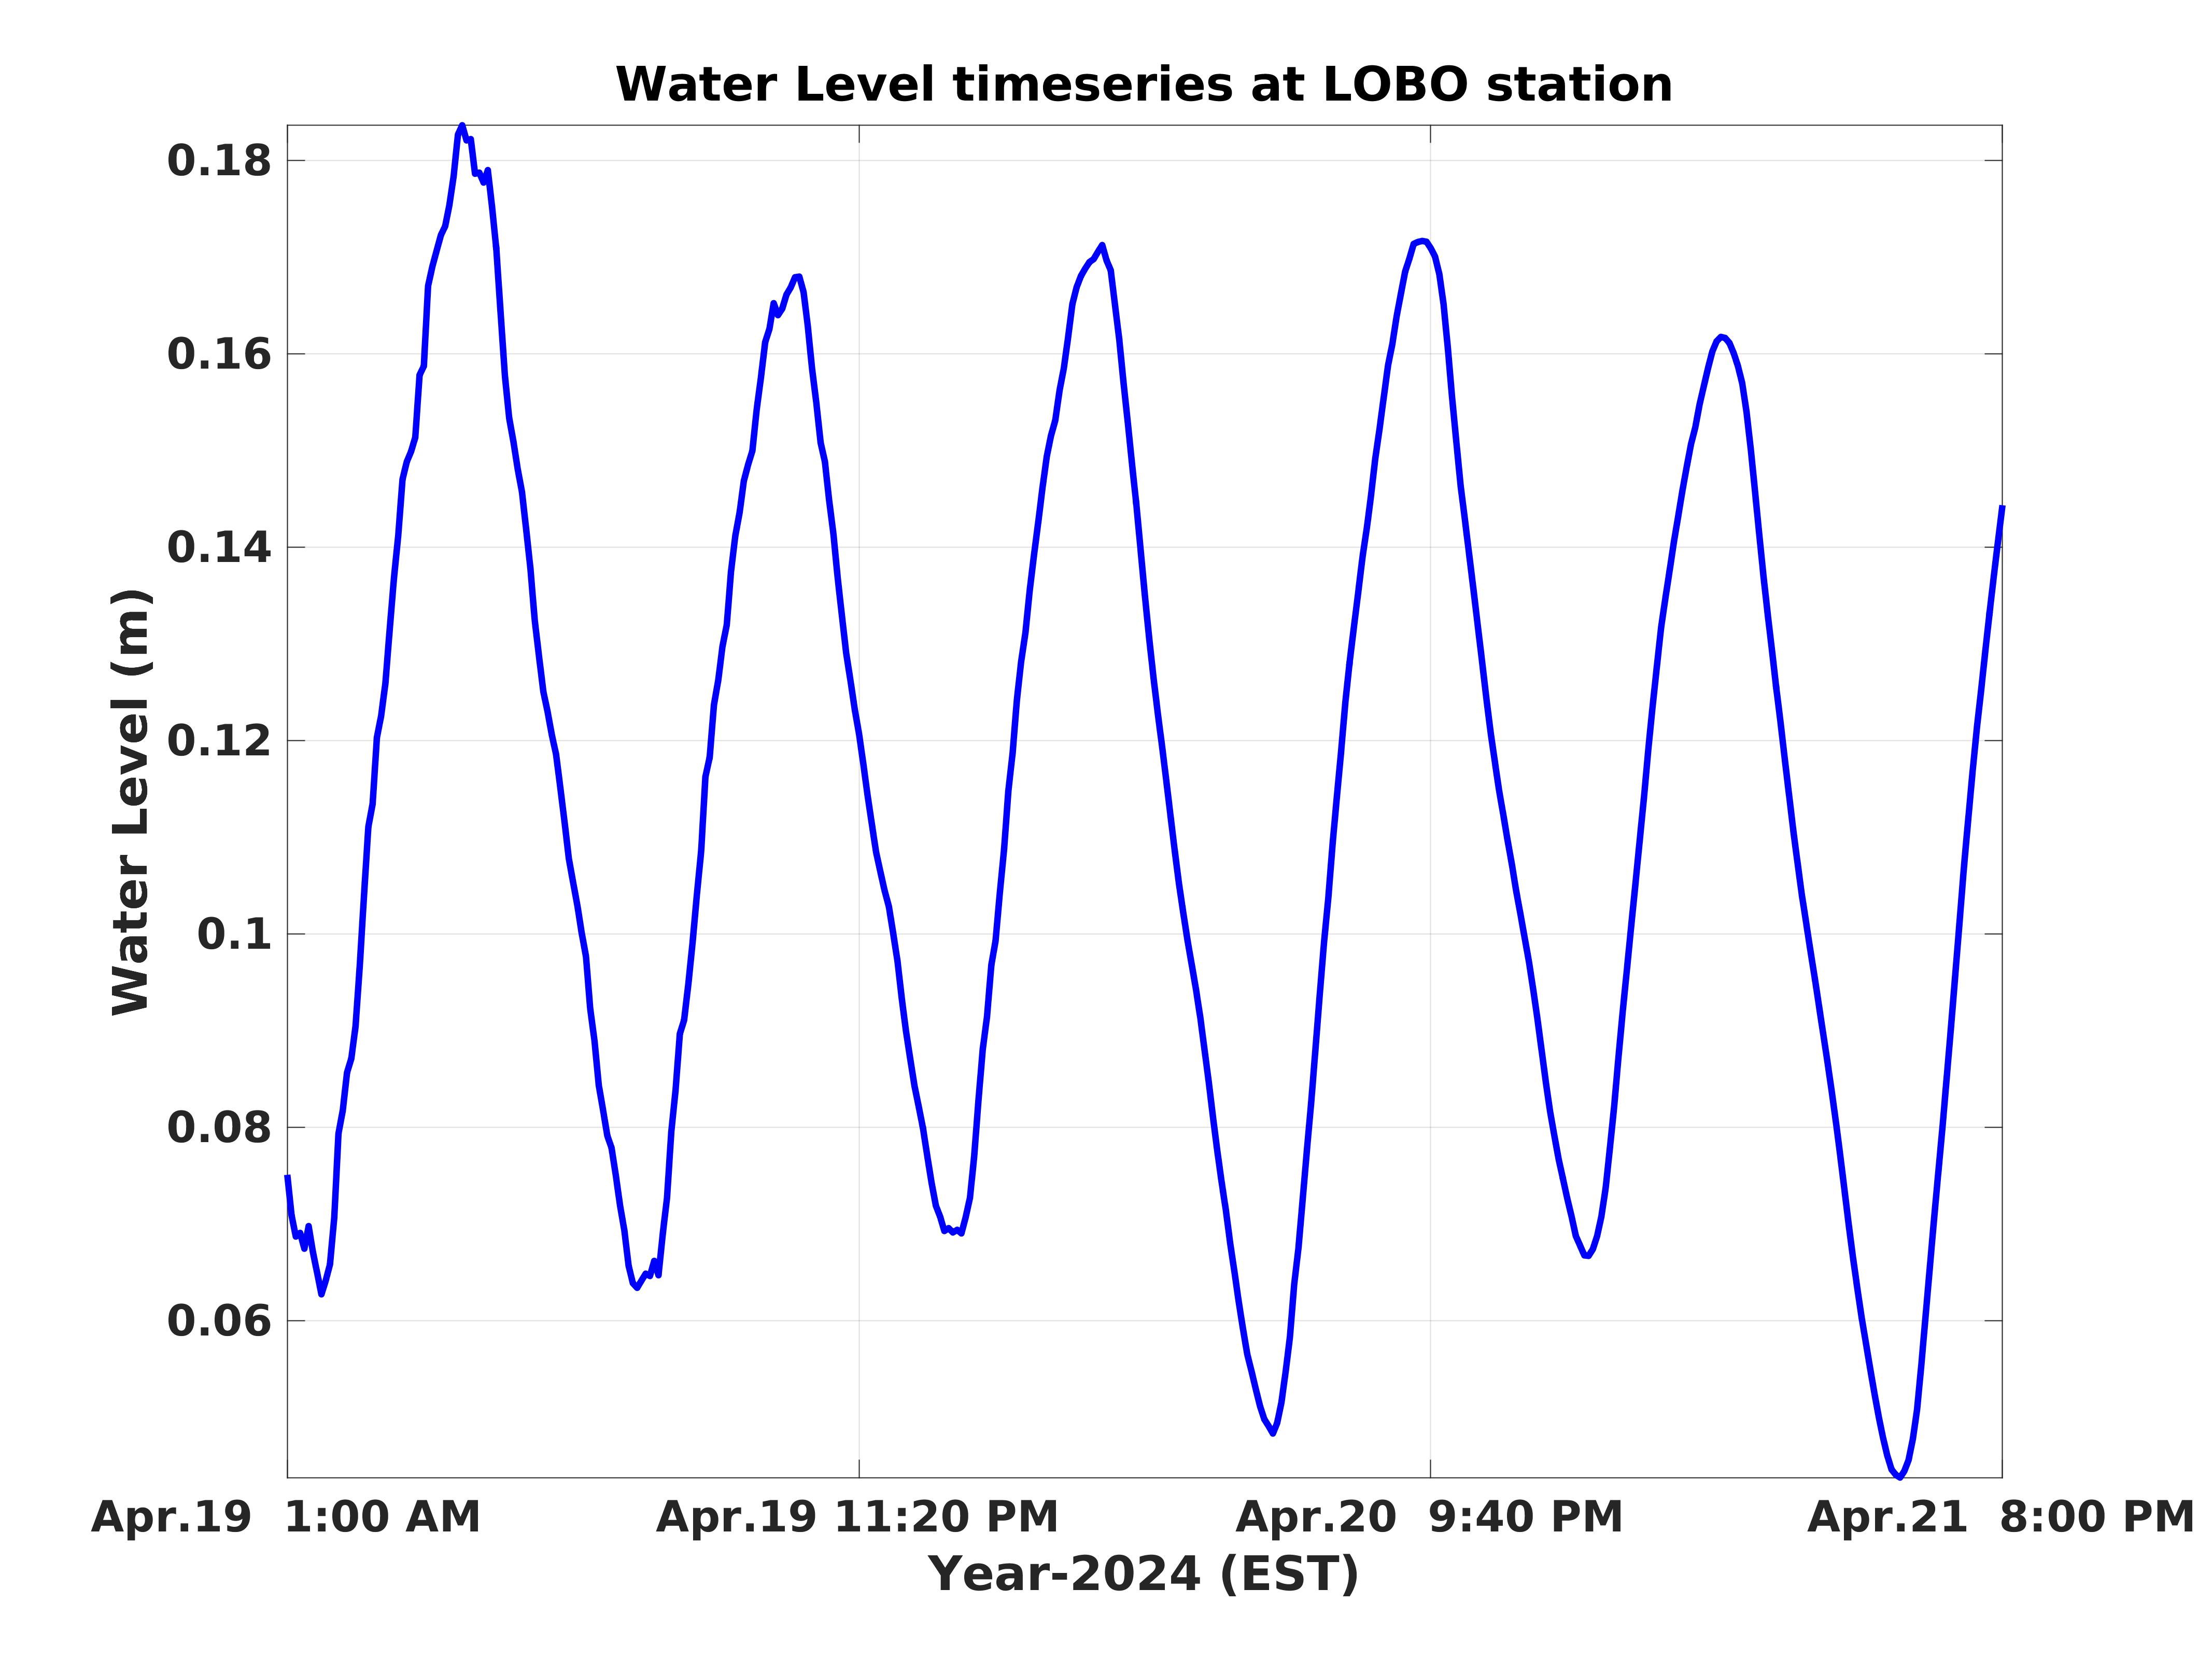 Water Level timeseries at LOBO station
0.18
0.16
0.14
0.12
0.1
0.08
0.06
Water Level (m)
Apr.19  1:00 AM
Apr.19 11:20 PM
Apr.20  9:40 PM
Apr.21  8:00 PM
Year-2024 (EST)